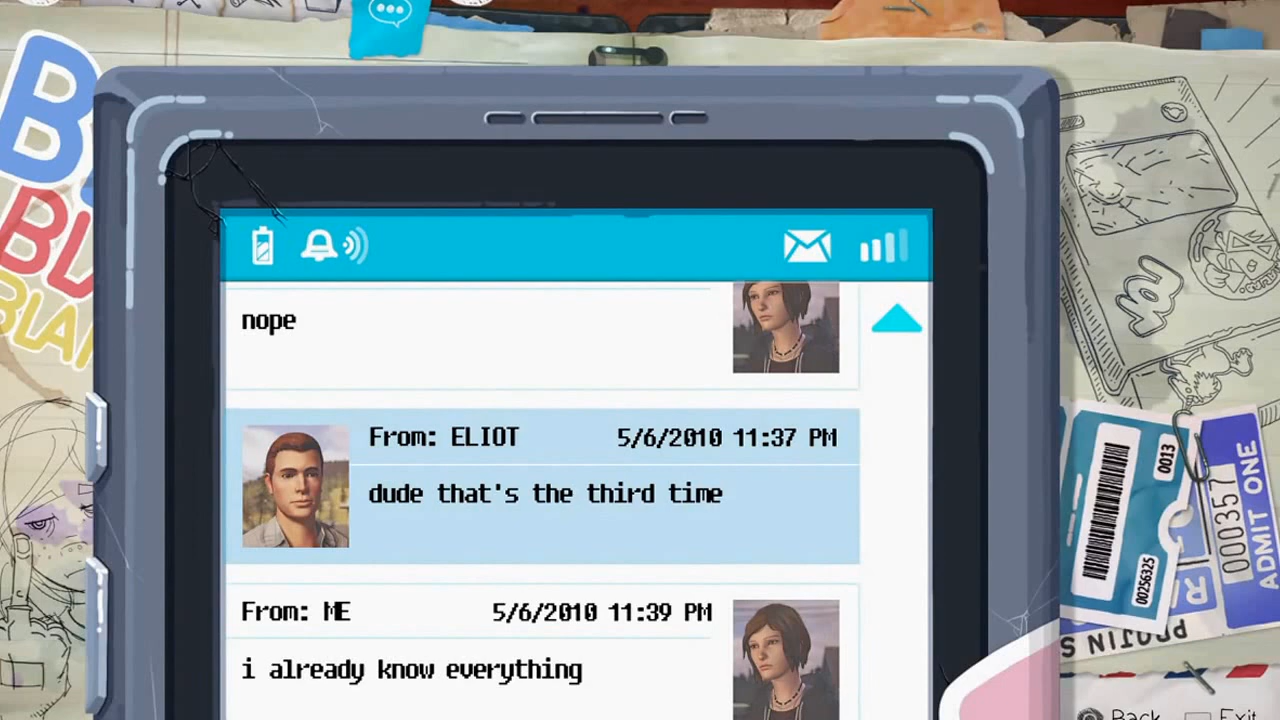 nope
From: ELIOT 5/6/2010 11:37 PM
dude that's the third time
From: ME 5/6/2010 11:39 PM
i already know everything
0013
00256325
000357
ADMIT ONE
Back
Exit